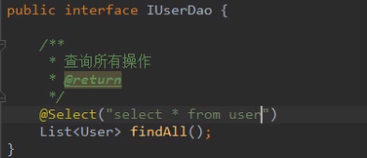 public interface IUserDao {
/**
* 查询所有操作
* @return
*/
@Select("select * from user")
List<User> findAll();
}